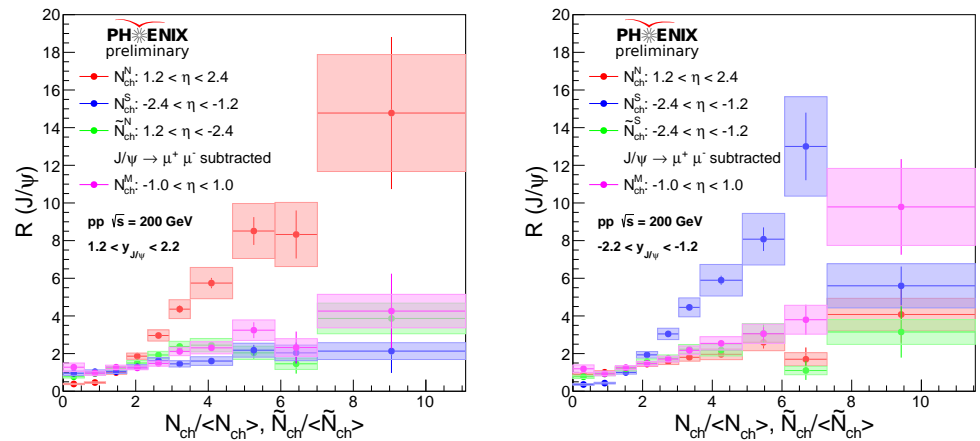 PHENIX
preliminary
N_ch^N: 1.2 < η < 2.4
N_ch^S: -2.4 < η < -1.2
Ñ_ch^N: 1.2 < η < -2.4
J/ψ → μ⁺ μ⁻ subtracted
N_ch^M: -1.0 < η < 1.0
pp √s = 200 GeV
1.2 < y_J/ψ < 2.2
R (J/ψ)
20
18
16
14
12
10
8
6
4
2
0
0 2 4 6 8 10
N_ch/<N_ch>, Ñ_ch/<Ñ_ch>
PHENIX
preliminary
N_ch^N: 1.2 < η < 2.4
N_ch^S: -2.4 < η < -1.2
Ñ_ch^S: -2.4 < η < -1.2
J/ψ → μ⁺ μ⁻ subtracted
N_ch^M: -1.0 < η < 1.0
pp √s = 200 GeV
-2.2 < y_J/ψ < -1.2
R (J/ψ)
20
18
16
14
12
10
8
6
4
2
0
0 2 4 6 8 10
N_ch/<N_ch>, Ñ_ch/<Ñ_ch>